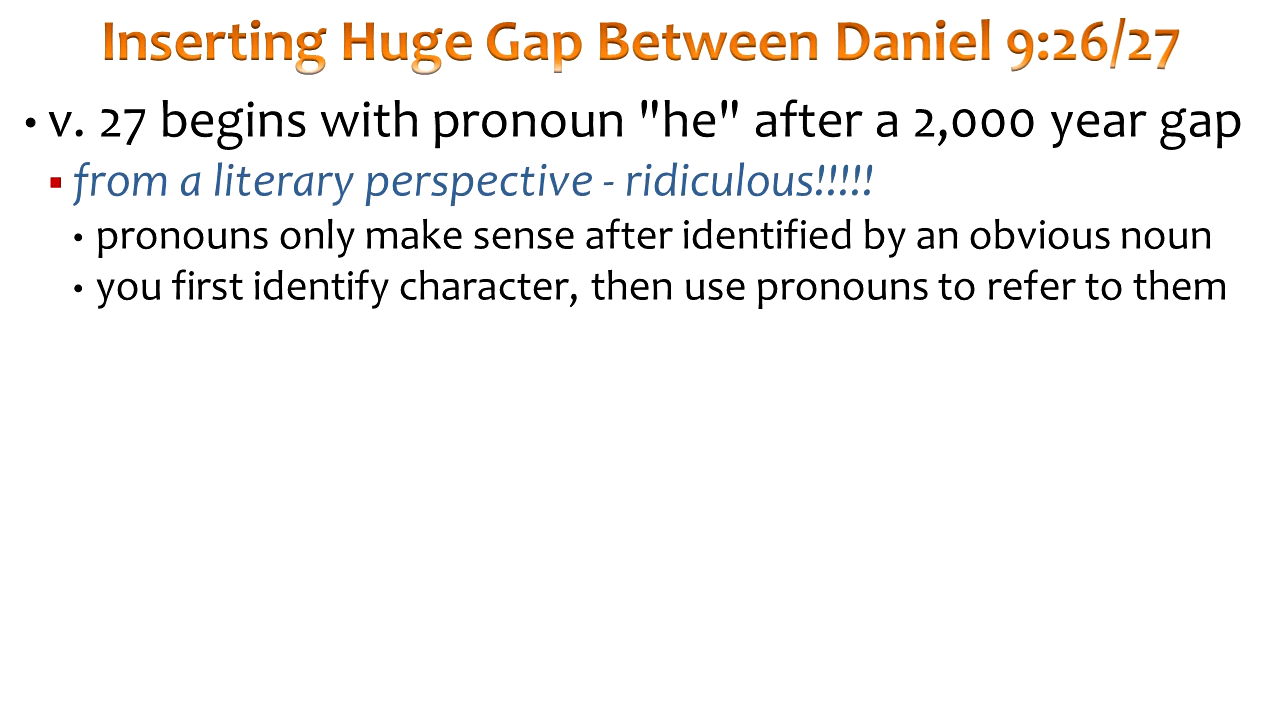 Inserting Huge Gap Between Daniel 9:26/27
• v. 27 begins with pronoun "he" after a 2,000 year gap
▪ from a literary perspective - ridiculous!!!!!
• pronouns only make sense after identified by an obvious noun
• you first identify character, then use pronouns to refer to them